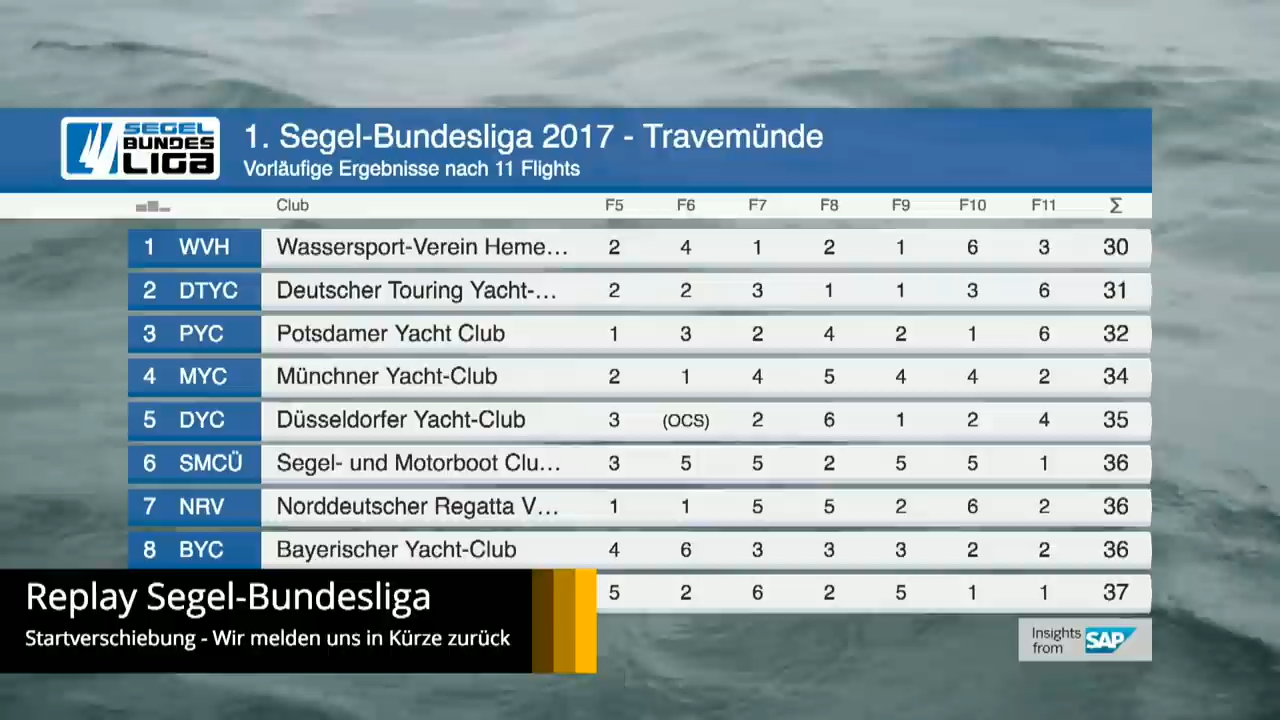 SEGEL
BUNDES
LIGA
1. Segel-Bundesliga 2017 - Travemünde
Vorläufige Ergebnisse nach 11 Flights
Club F5 F6 F7 F8 F9 F10 F11 Σ
1 WVH Wassersport-Verein Heme... 2 4 1 2 1 6 3 30
2 DTYC Deutscher Touring Yacht-... 2 2 3 1 1 3 6 31
3 PYC Potsdamer Yacht Club 1 3 2 4 2 1 6 32
4 MYC Münchner Yacht-Club 2 1 4 5 4 4 2 34
5 DYC Düsseldorfer Yacht-Club 3 (OCS) 2 6 1 2 4 35
6 SMCÜ Segel- und Motorboot Clu... 3 5 5 2 5 5 1 36
7 NRV Norddeutscher Regatta V... 1 1 5 5 2 6 2 36
8 BYC Bayerischer Yacht-Club 4 6 3 3 3 2 2 36
5 2 6 2 5 1 1 37
Replay Segel-Bundesliga
Startverschiebung - Wir melden uns in Kürze zurück
Insights
from SAP